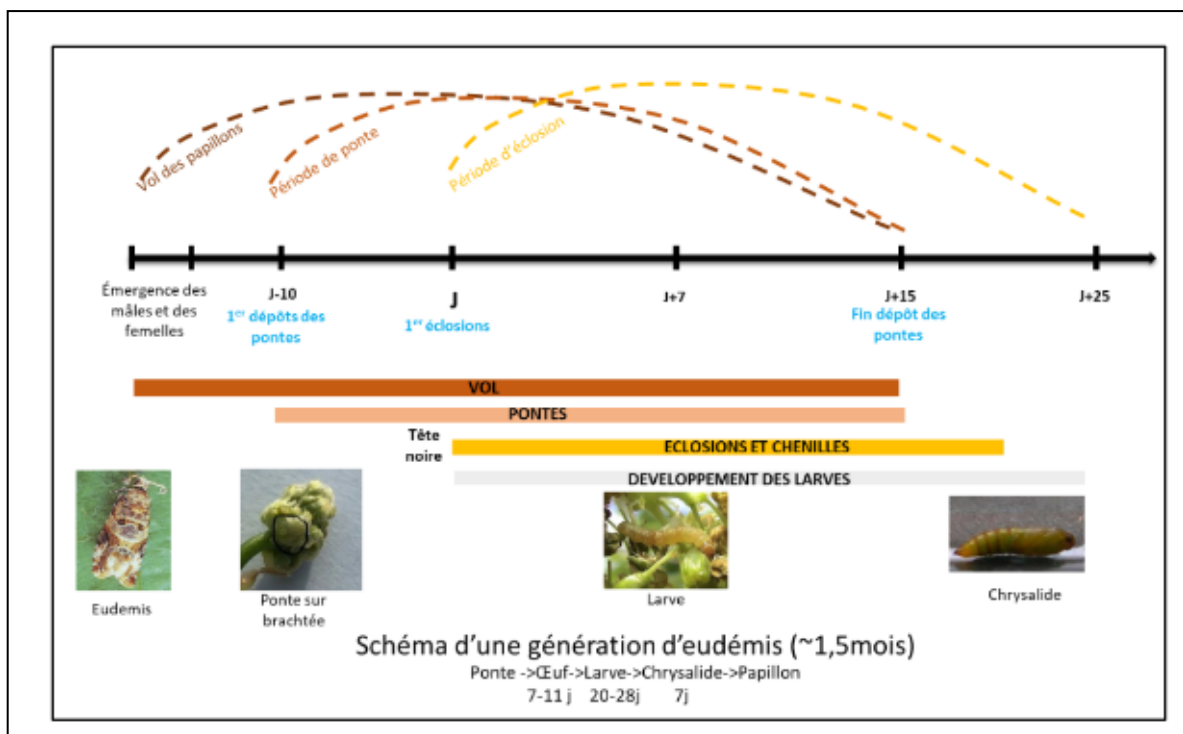 Vol des papillons
Période de ponte
Période d'éclosion
Émergence des
mâles et des
femelles
J-10
1er dépôts des
pontes
J
1er éclosions
J+7
J+15
Fin dépôt des
pontes
J+25
VOL
PONTES
Tête
noire
ECLOSIONS ET CHENILLES
DEVELOPPEMENT DES LARVES
Eudemis
Ponte sur
brachtée
Larve
Chrysalide
Schéma d'une génération d'eudémis (~1,5mois)
Ponte ->Œuf->Larve->Chrysalide->Papillon
7-11 j 20-28j 7j